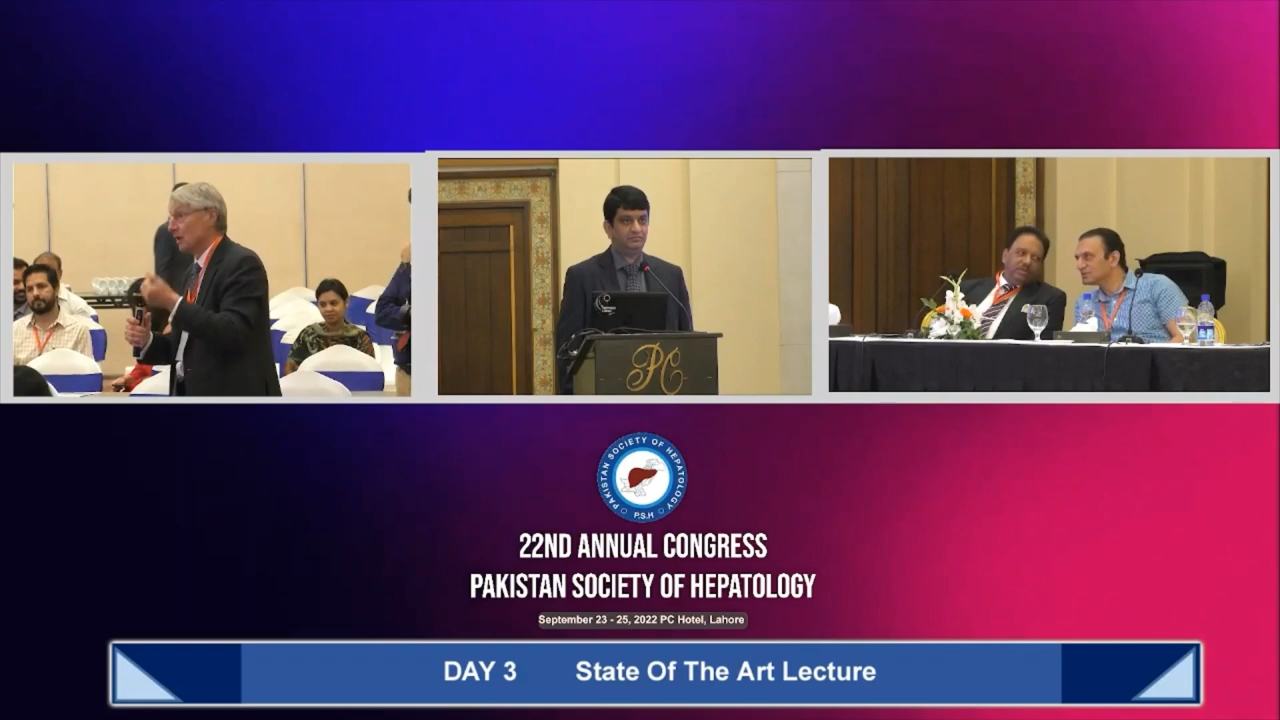 PC
PAKISTAN SOCIETY OF HEPATOLOGY
P.S.H
22ND ANNUAL CONGRESS
PAKISTAN SOCIETY OF HEPATOLOGY
September 23 - 25, 2022 PC Hotel, Lahore
DAY 3 State Of The Art Lecture